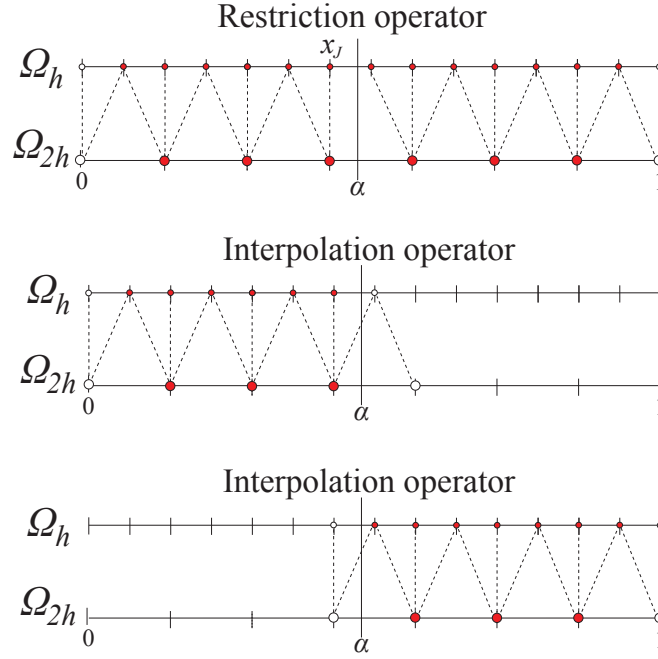 Restriction operator
x_J
Ω_h
Ω_2h
0
α
Interpolation operator
Ω_h
Ω_2h
0
α
Interpolation operator
Ω_h
Ω_2h
0
α